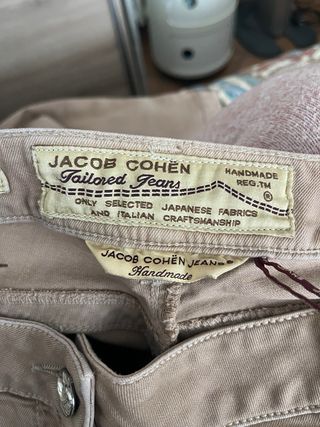 JACOB COHËN
Tailored Jeans
HANDMADE
REG.TM
®
ONLY SELECTED JAPANESE FABRICS
AND ITALIAN CRAFTSMANSHIP
JACOB COHËN JEANS
Handmade